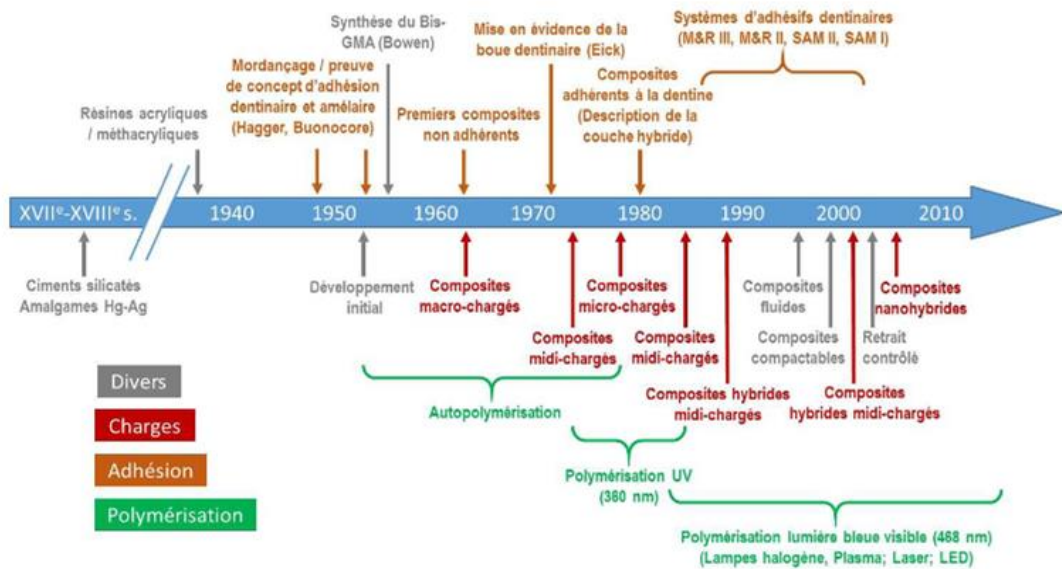 Systèmes d'adhésifs dentinaires
(M&R III, M&R II, SAM II, SAM I)
Synthèse du Bis-
GMA (Bowen)
Mise en évidence de la
boue dentinaire (Eick)
Mordançage / preuve
de concept d'adhésion
dentinaire et amélaire
(Hagger, Buonocore)
Composites
adhérents à la dentine
(Description de la
couche hybride)
Résines acryliques
/ méthacryliques
Premiers composites
non adhérents
XVIIe-XVIIIe s.
1940
1950
1960
1970
1980
1990
2000
2010
Ciments silicatés
Amalgames Hg-Ag
Développement
initial
Composites
macro-chargés
Composites
micro-chargés
Composites
fluides
Composites
nanohybrides
Composites
midi-chargés
Composites
midi-chargés
Composites
compactables
Retrait
contrôlé
Composites hybrides
midi-chargés
Composites
hybrides midi-chargés
Autopolymérisation
Polymérisation UV
(360 nm)
Polymérisation lumière bleue visible (468 nm)
(Lampes halogène, Plasma; Laser; LED)
Divers
Charges
Adhésion
Polymérisation